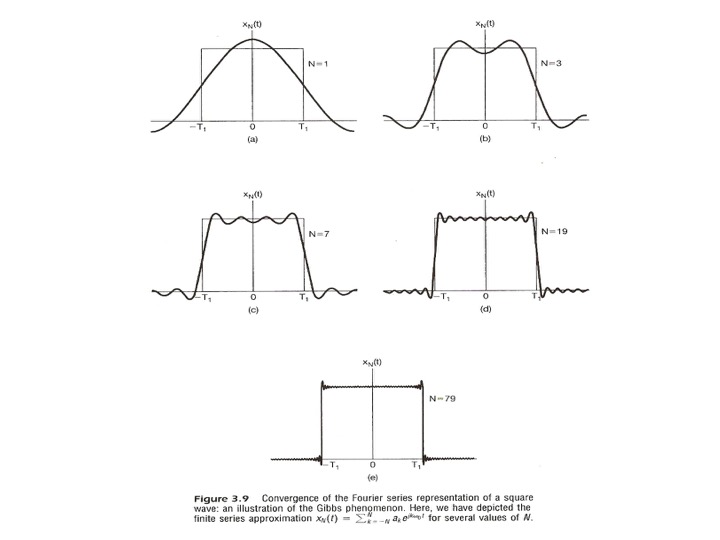 xN(t)
N=1
−T1 0 T1
(a)
xN(t)
N=3
−T1 0 T1
(b)
xN(t)
N=7
−T1 0 T1
(c)
xN(t)
N=19
−T1 0 T1
(d)
xN(t)
N=79
−T1 0 T1
(e)
Figure 3.9 Convergence of the Fourier series representation of a square
wave: an illustration of the Gibbs phenomenon. Here, we have depicted the
finite series approximation xN(t) = ∑ᴺₖ₌₋ɴ aₖe^jkω₀t for several values of N.